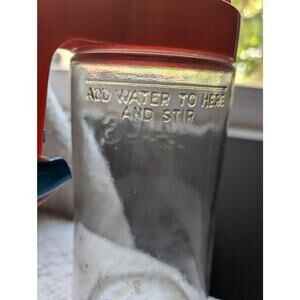 ADD WATER TO HERE
AND STIR